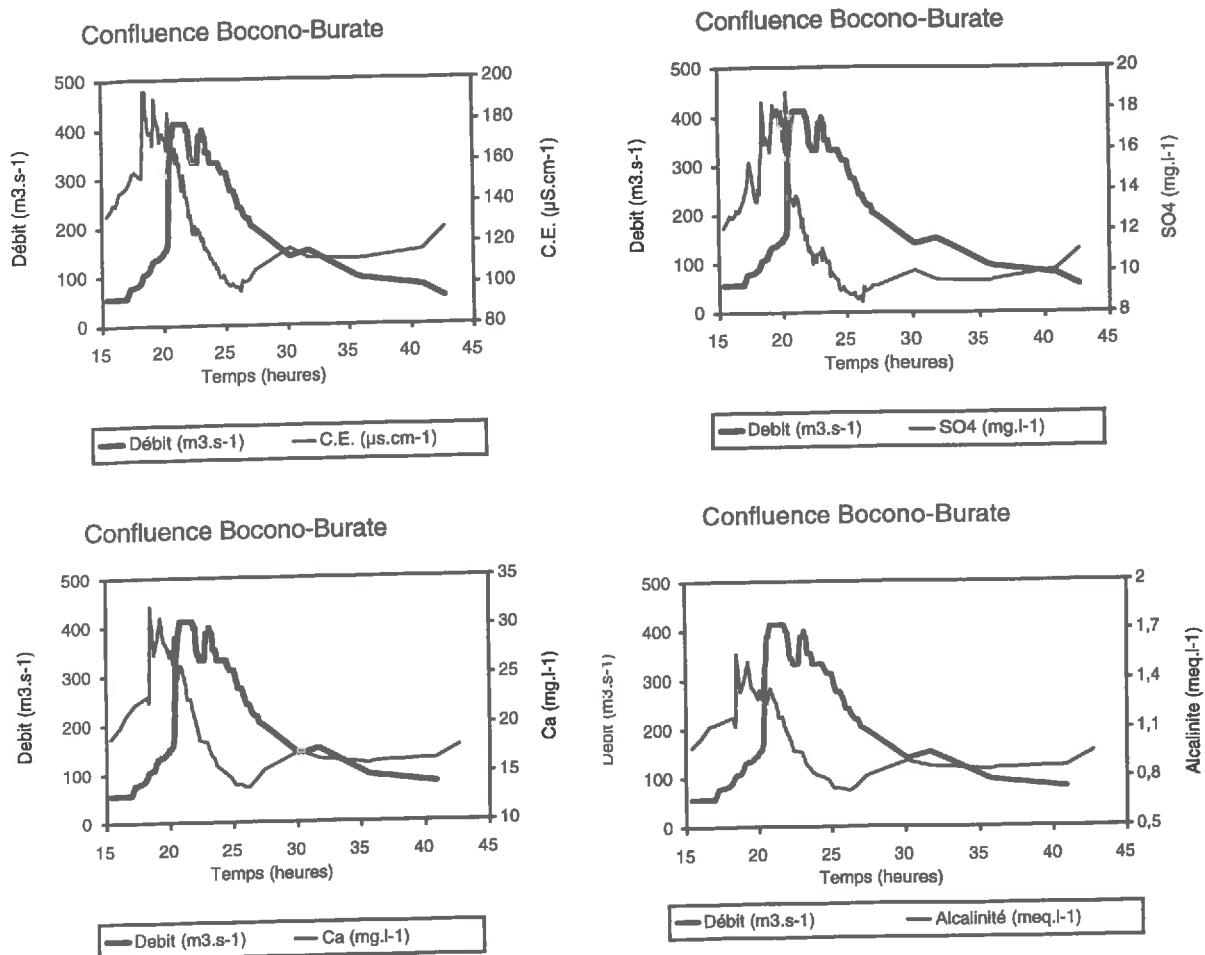 Confluence Bocono-Burate
500
400
300
200
100
0
Débit (m3.s-1)
200
180
160
140
120
100
80
C.E. (µS.cm-1)
15 20 25 30 35 40 45
Temps (heures)
Débit (m3.s-1) C.E. (µs.cm-1)
Confluence Bocono-Burate
500
400
300
200
100
0
Debit (m3.s-1)
20
18
16
14
12
10
8
SO4 (mg.l-1)
15 20 25 30 35 40 45
Temps (heures)
Debit (m3.s-1) SO4 (mg.l-1)
Confluence Bocono-Burate
500
400
300
200
100
0
Debit (m3.s-1)
35
30
25
20
15
10
Ca (mg.l-1)
15 20 25 30 35 40 45
Temps (heures)
Debit (m3.s-1) Ca (mg.l-1)
Confluence Bocono-Burate
500
400
300
200
100
0
Debit (m3.s-1)
2
1,7
1,4
1,1
0,8
0,5
Alcalinite (meq.l-1)
15 20 25 30 35 40 45
Temps (heures)
Débit (m3.s-1) Alcalinité (meq.l-1)